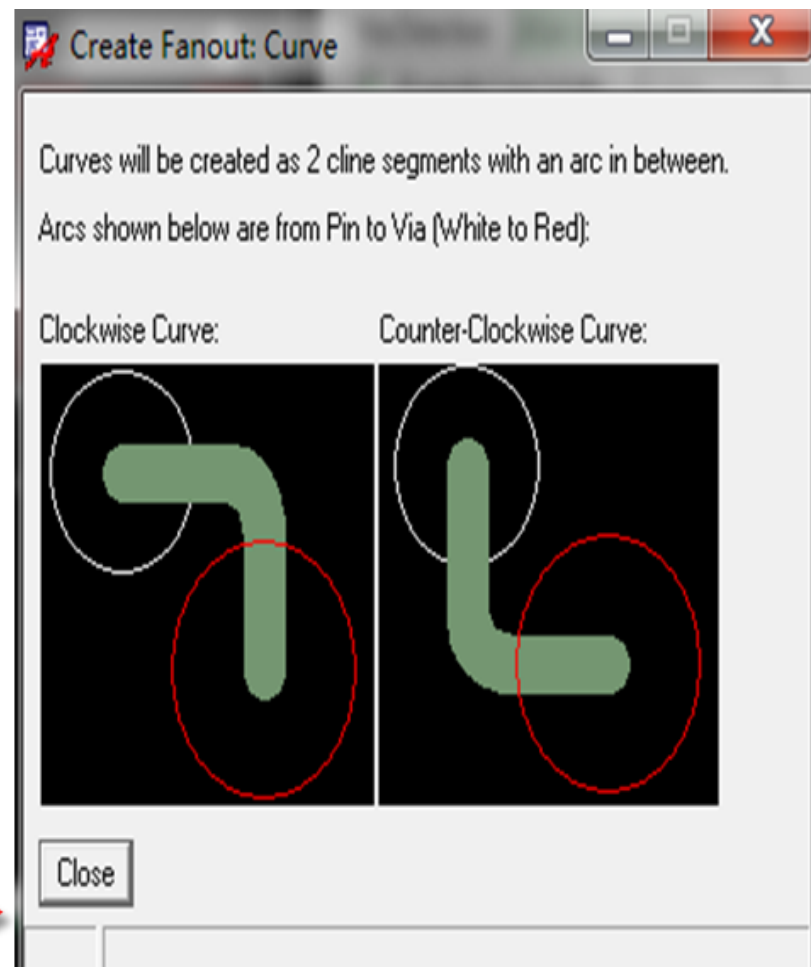 Create Fanout: Curve
Curves will be created as 2 cline segments with an arc in between.
Arcs shown below are from Pin to Via (White to Red):
Clockwise Curve:
Counter-Clockwise Curve:
Close